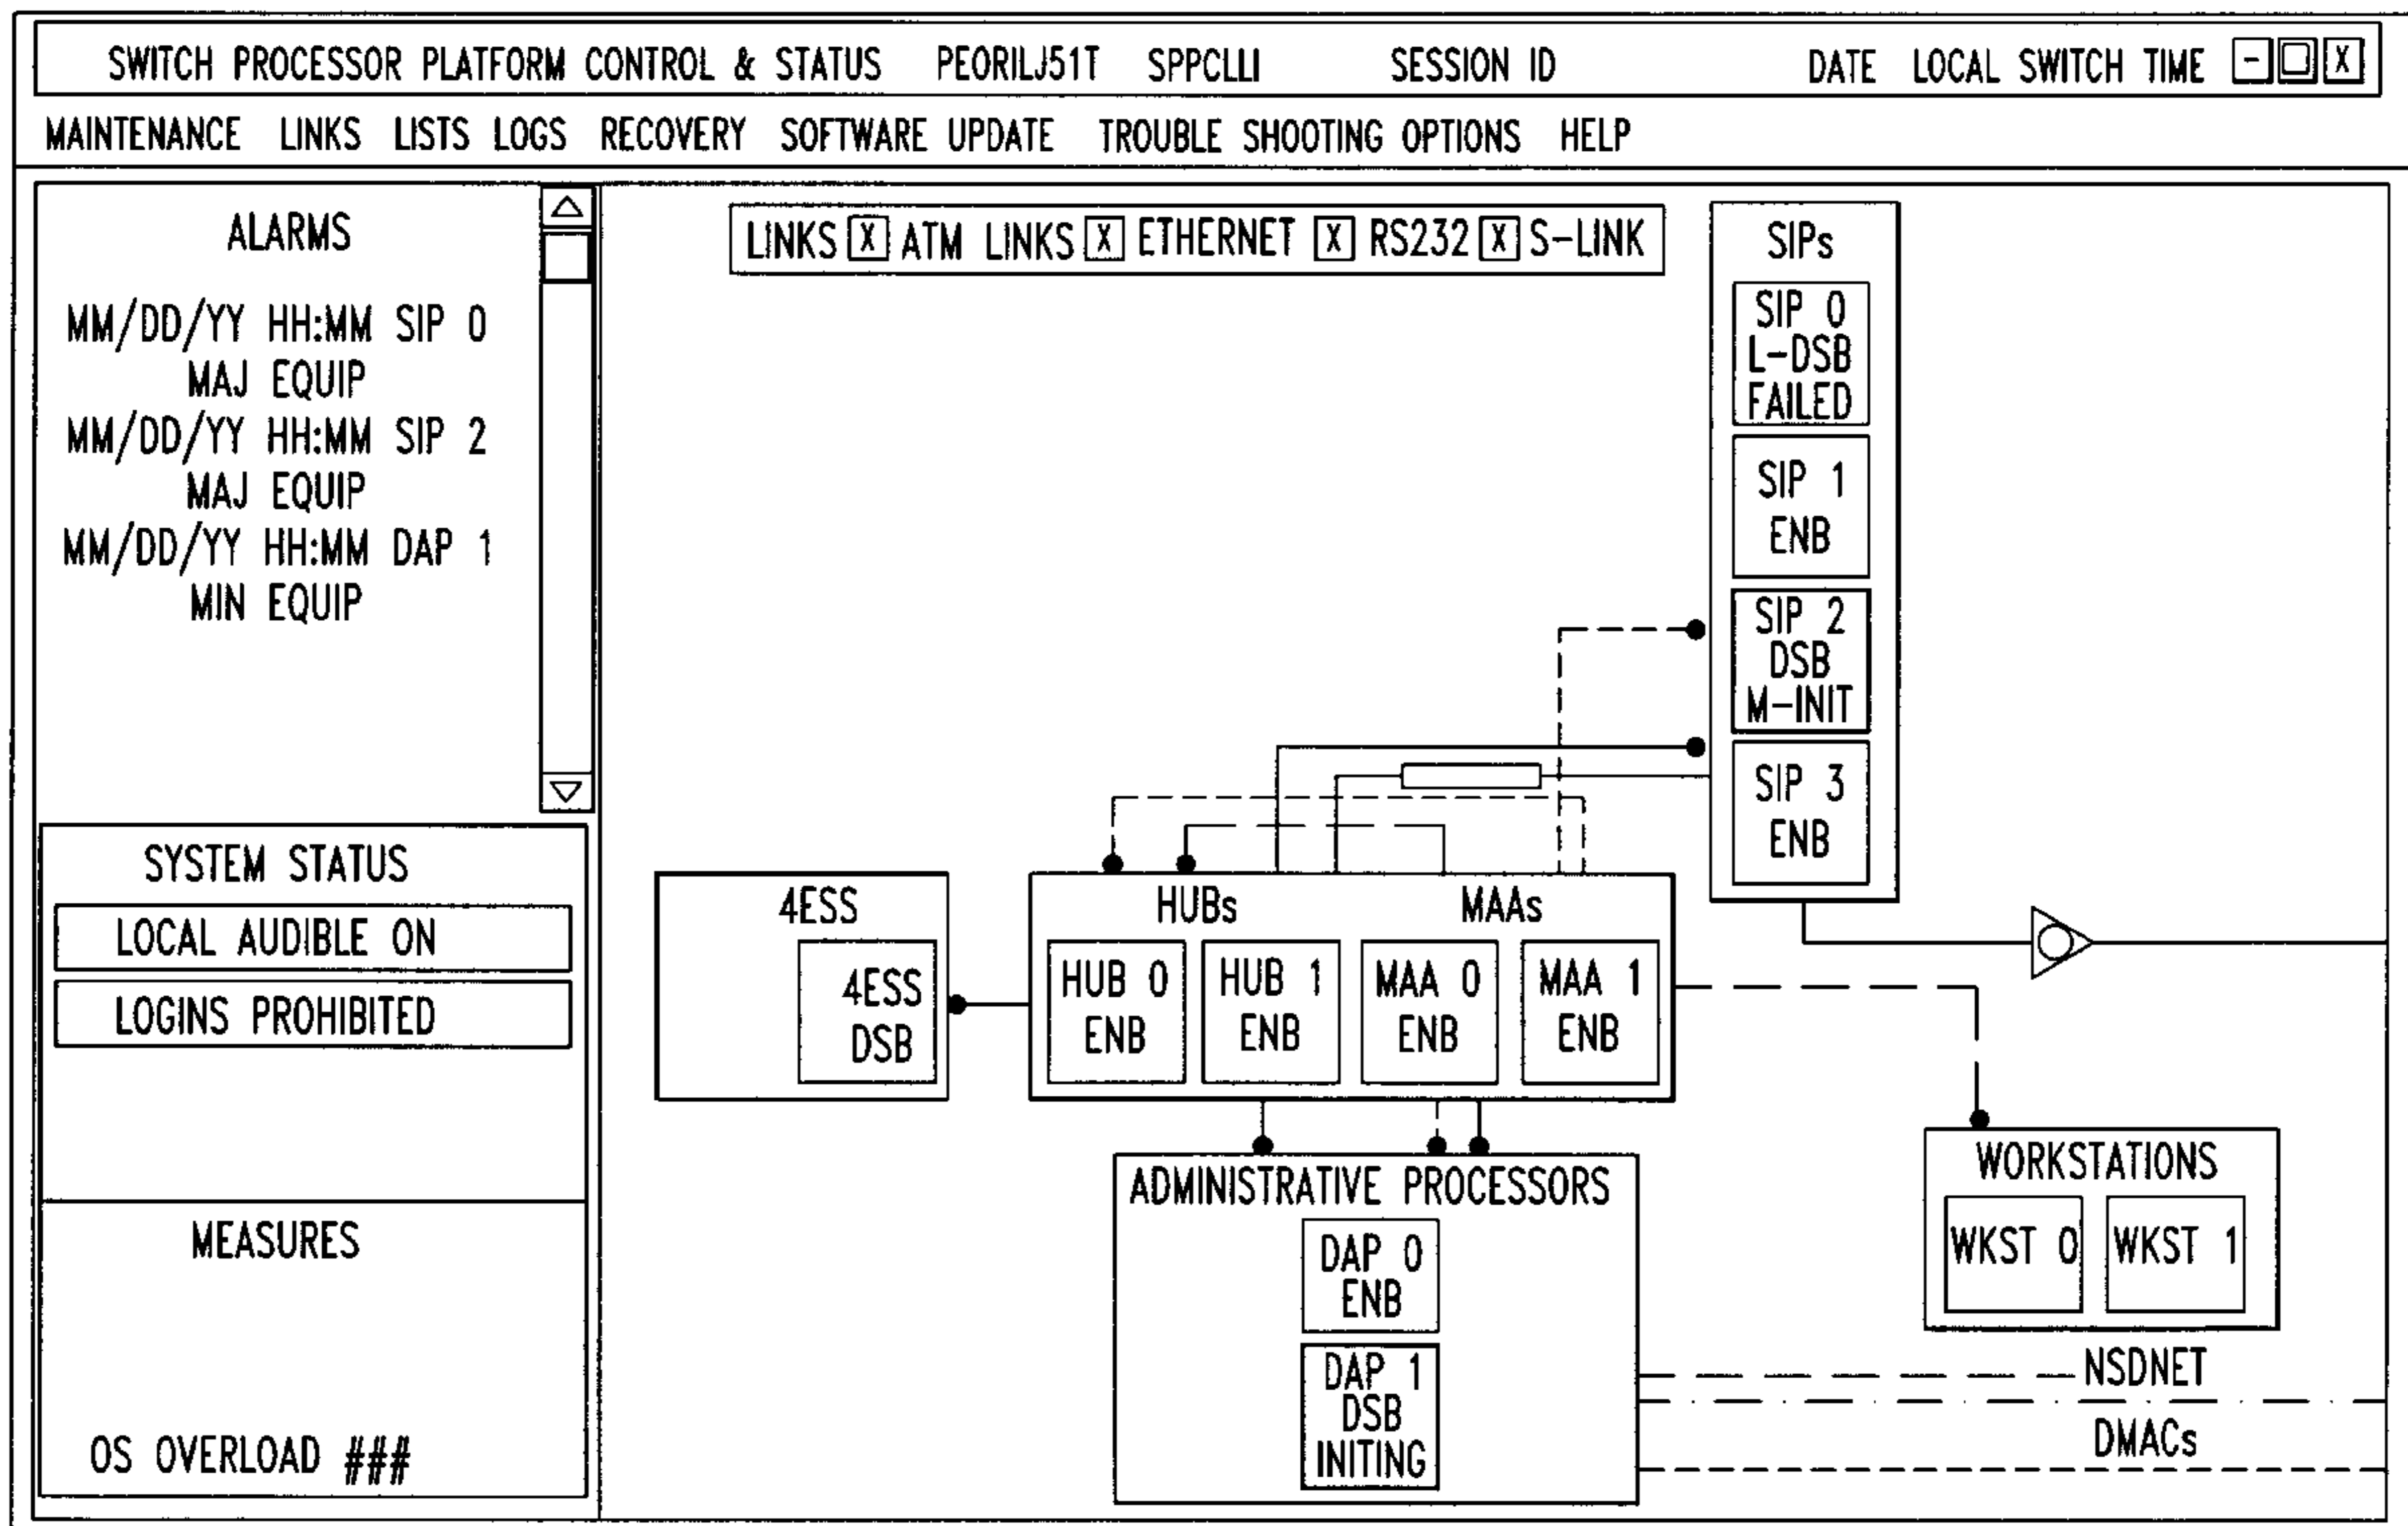 SWITCH PROCESSOR PLATFORM CONTROL & STATUS PEORILJ51T SPPCLLI SESSION ID DATE LOCAL SWITCH TIME - X
MAINTENANCE LINKS LISTS LOGS RECOVERY SOFTWARE UPDATE TROUBLE SHOOTING OPTIONS HELP
ALARMS
MM/DD/YY HH:MM SIP 0
MAJ EQUIP
MM/DD/YY HH:MM SIP 2
MAJ EQUIP
MM/DD/YY HH:MM DAP 1
MIN EQUIP
SYSTEM STATUS
LOCAL AUDIBLE ON
LOGINS PROHIBITED
MEASURES
OS OVERLOAD ###
LINKS X ATM LINKS X ETHERNET X RS232 X S-LINK
SIPs
SIP 0
L-DSB
FAILED
SIP 1
ENB
SIP 2
DSB
M-INIT
SIP 3
ENB
4ESS
4ESS
DSB
HUBs MAAs
HUB 0
ENB
HUB 1
ENB
MAA 0
ENB
MAA 1
ENB
ADMINISTRATIVE PROCESSORS
DAP 0
ENB
DAP 1
DSB
INITING
WORKSTATIONS
WKST 0
WKST 1
NSDNET
DMACs